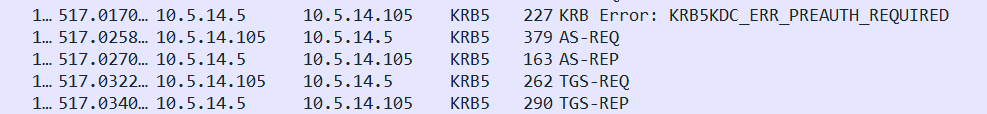 1… 517.0170… 10.5.14.5 10.5.14.105 KRB5 227 KRB Error: KRB5KDC_ERR_PREAUTH_REQUIRED
1… 517.0258… 10.5.14.105 10.5.14.5 KRB5 379 AS-REQ
1… 517.0270… 10.5.14.5 10.5.14.105 KRB5 163 AS-REP
1… 517.0322… 10.5.14.105 10.5.14.5 KRB5 262 TGS-REQ
1… 517.0340… 10.5.14.5 10.5.14.105 KRB5 290 TGS-REP